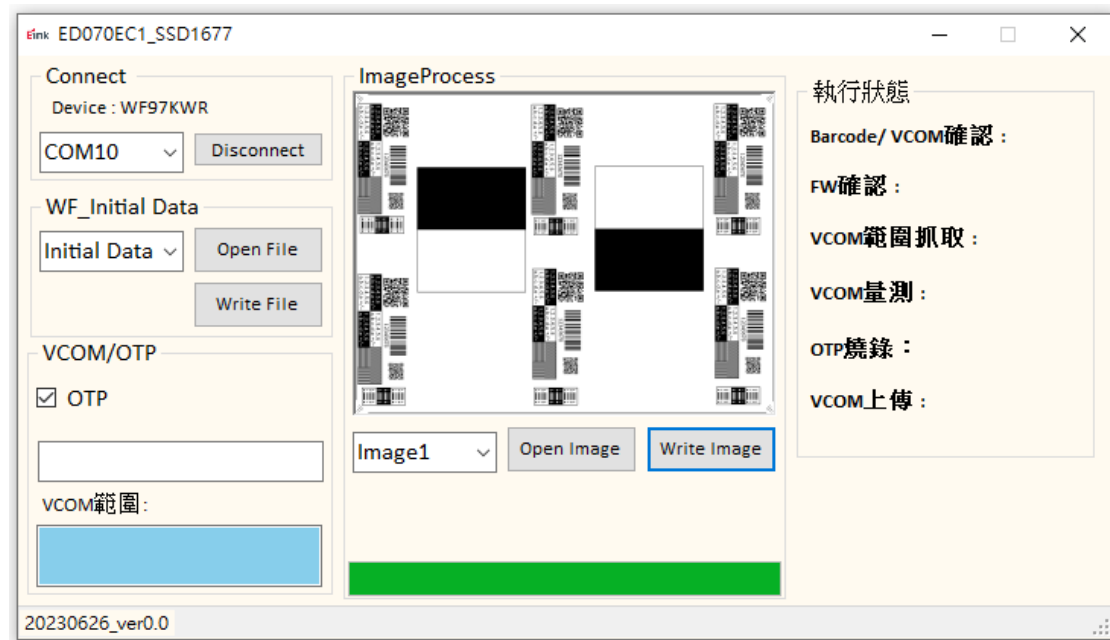 Eink ED070EC1_SSD1677
Connect
Device : WF97KWR
COM10
Disconnect
WF_Initial Data
Initial Data
Open File
Write File
VCOM/OTP
OTP
VCOM範圍:
ImageProcess
Image1
Open Image
Write Image
執行狀態
Barcode/ VCOM確認 :
FW確認 :
VCOM範圍抓取 :
VCOM量測 :
OTP燒錄：
VCOM上傳 :
20230626_ver0.0